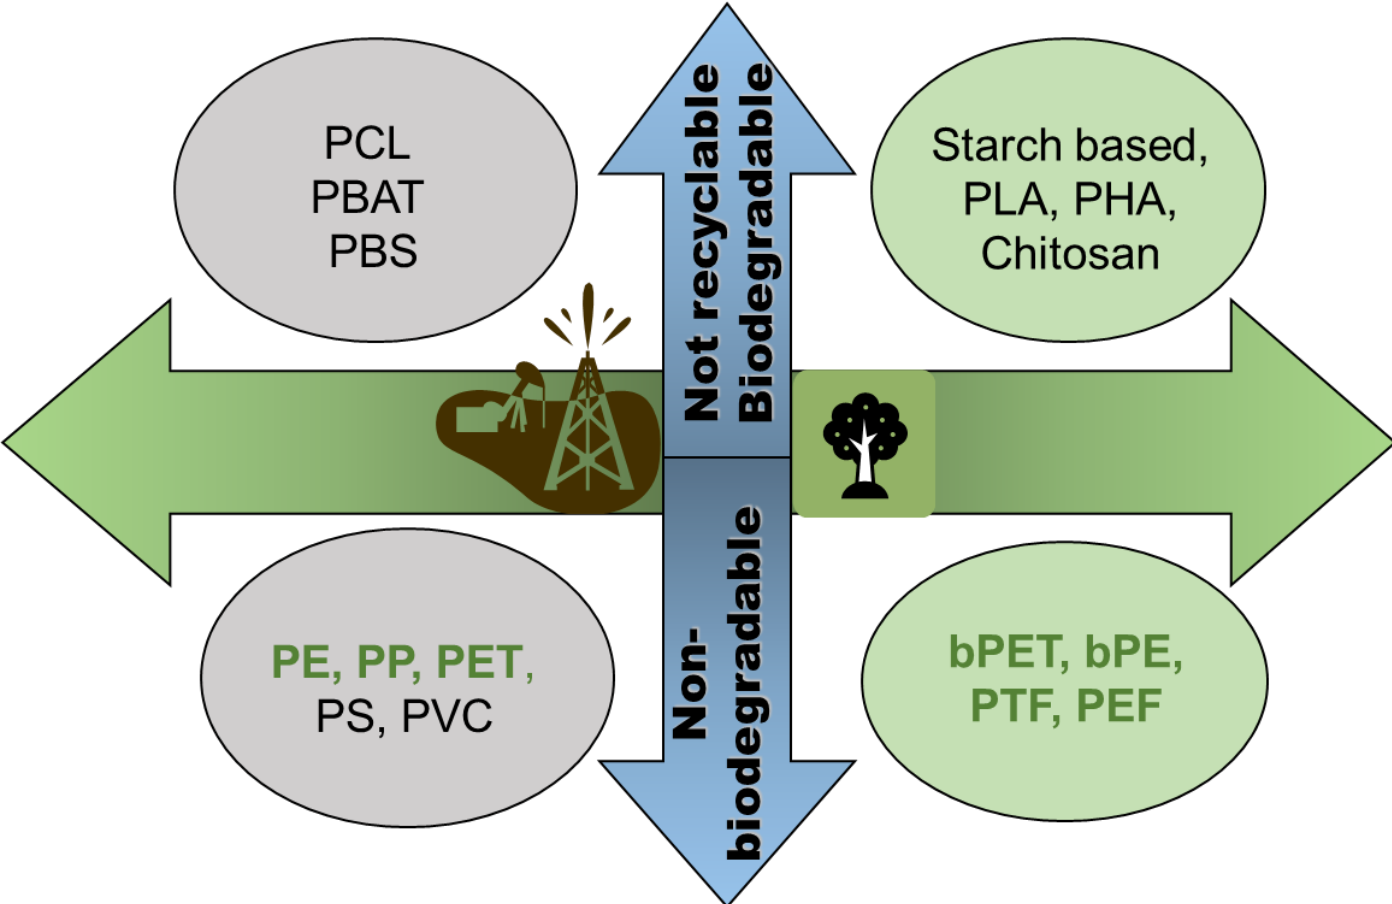 PCL
PBAT
PBS
Not recyclable
Biodegradable
Starch based,
PLA, PHA,
Chitosan
PE, PP, PET,
PS, PVC
Non-
biodegradable
bPET, bPE,
PTF, PEF